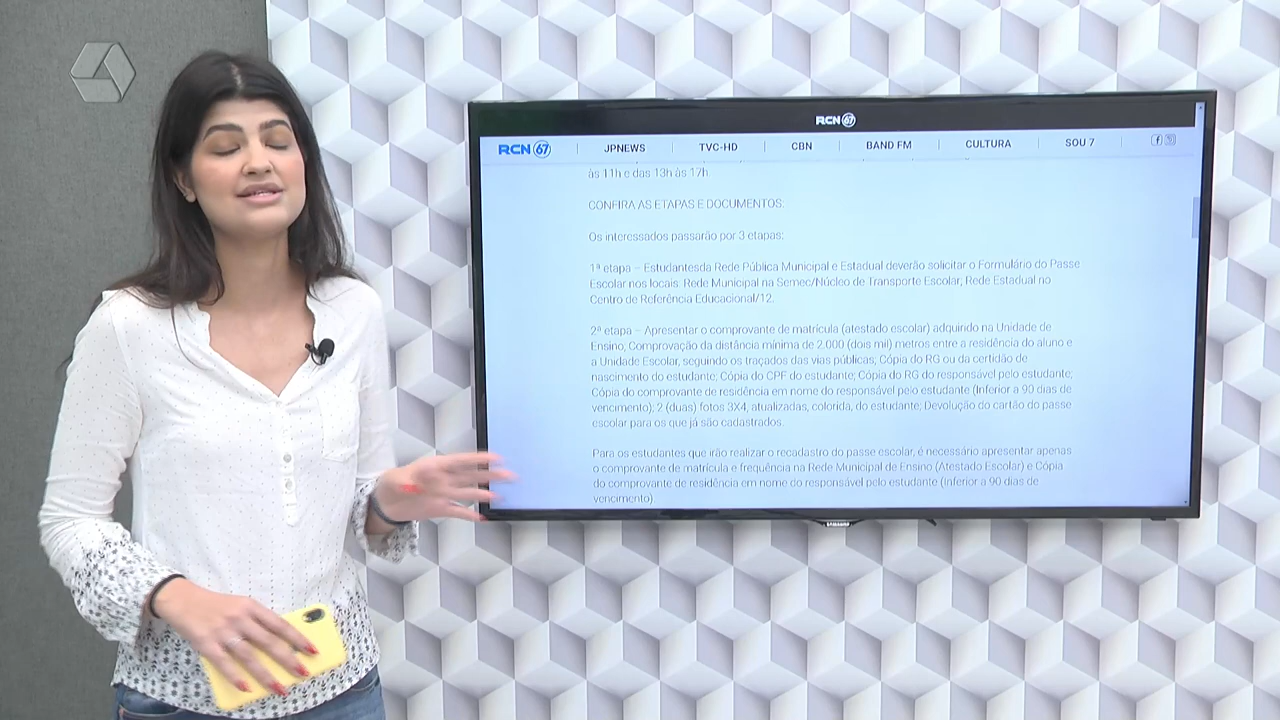 RCN 67
RCN 67 JPNEWS TVC-HD CBN BAND FM CULTURA SOU 7
às 11h e das 13h às 17h
CONFIRA AS ETAPAS E DOCUMENTOS:
Os interessados passarão por 3 etapas:
1ª etapa – Estudantesda Rede Pública Municipal e Estadual deverão solicitar o Formulário do Passe
Escolar nos locais: Rede Municipal na Semec/Núcleo de Transporte Escolar; Rede Estadual no
Centro de Referência Educacional/12.
2ª etapa – Apresentar o comprovante de matrícula (atestado escolar) adquirido na Unidade de
Ensino; Comprovação da distância mínima de 2.000 (dois mil) metros entre a residência do aluno e
a Unidade Escolar, seguindo os traçados das vias públicas; Cópia do RG ou da certidão de
nascimento do estudante; Cópia do CPF do estudante; Cópia do RG do responsável pelo estudante;
Cópia do comprovante de residência em nome do responsável pelo estudante (Inferior a 90 dias de
vencimento); 2 (duas) fotos 3X4, atualizadas, colorida, do estudante; Devolução do cartão do passe
escolar para os que já são cadastrados.
Para os estudantes que irão realizar o recadastro do passe escolar, é necessário apresentar apenas
o comprovante de matrícula e frequência na Rede Municipal de Ensino (Atestado Escolar) e Cópia
do comprovante de residência em nome do responsável pelo estudante (Inferior a 90 dias de
vencimento).
SAMSUNG